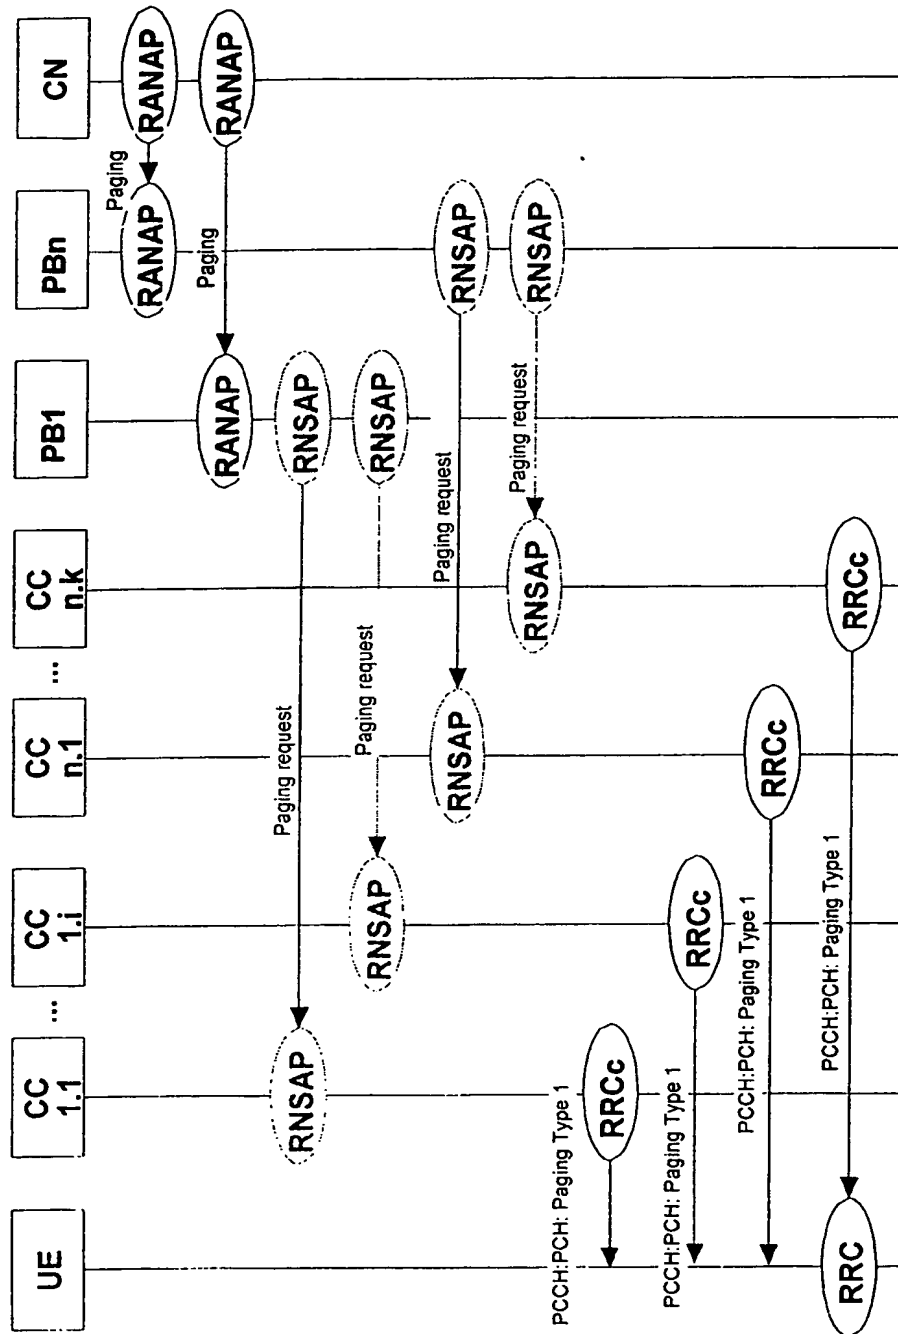 UE
CC
1.1
...
CC
1.i
CC
n.1
...
CC
n.k
PB1
PBn
CN
RANAP
Paging
RANAP
RANAP
Paging
RANAP
RNSAP
Paging request
RNSAP
RNSAP
Paging request
RNSAP
RNSAP
Paging request
RNSAP
RNSAP
Paging request
RNSAP
PCCH:PCH: Paging Type 1
RRCc
PCCH:PCH: Paging Type 1
RRCc
PCCH:PCH: Paging Type 1
RRCc
PCCH:PCH: Paging Type 1
RRCc
RRC